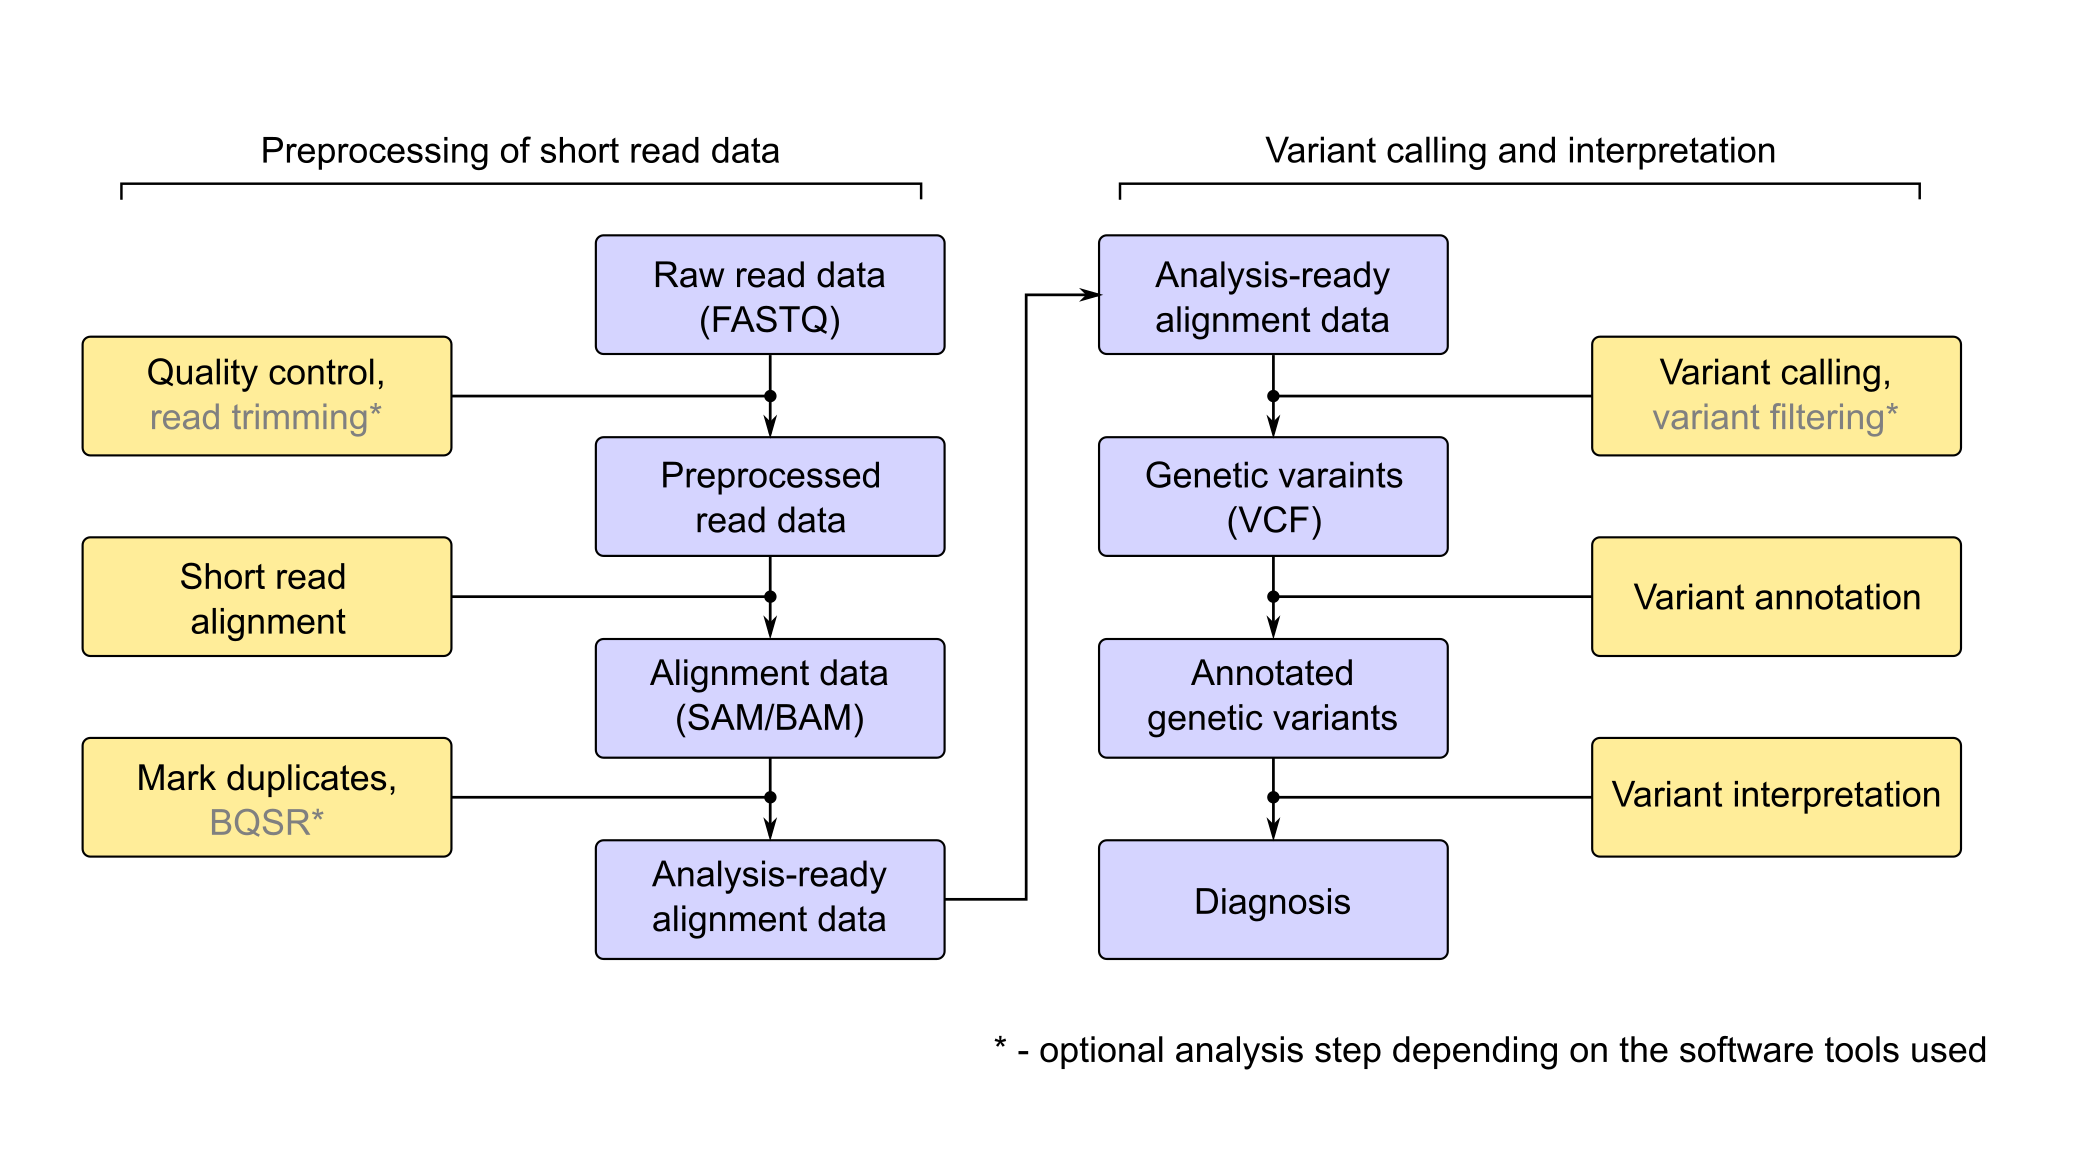 Preprocessing of short read data
Raw read data
(FASTQ)
Quality control,
read trimming*
Preprocessed
read data
Short read
alignment
Alignment data
(SAM/BAM)
Mark duplicates,
BQSR*
Analysis-ready
alignment data
Variant calling and interpretation
Analysis-ready
alignment data
Variant calling,
variant filtering*
Genetic varaints
(VCF)
Variant annotation
Annotated
genetic variants
Variant interpretation
Diagnosis
* - optional analysis step depending on the software tools used